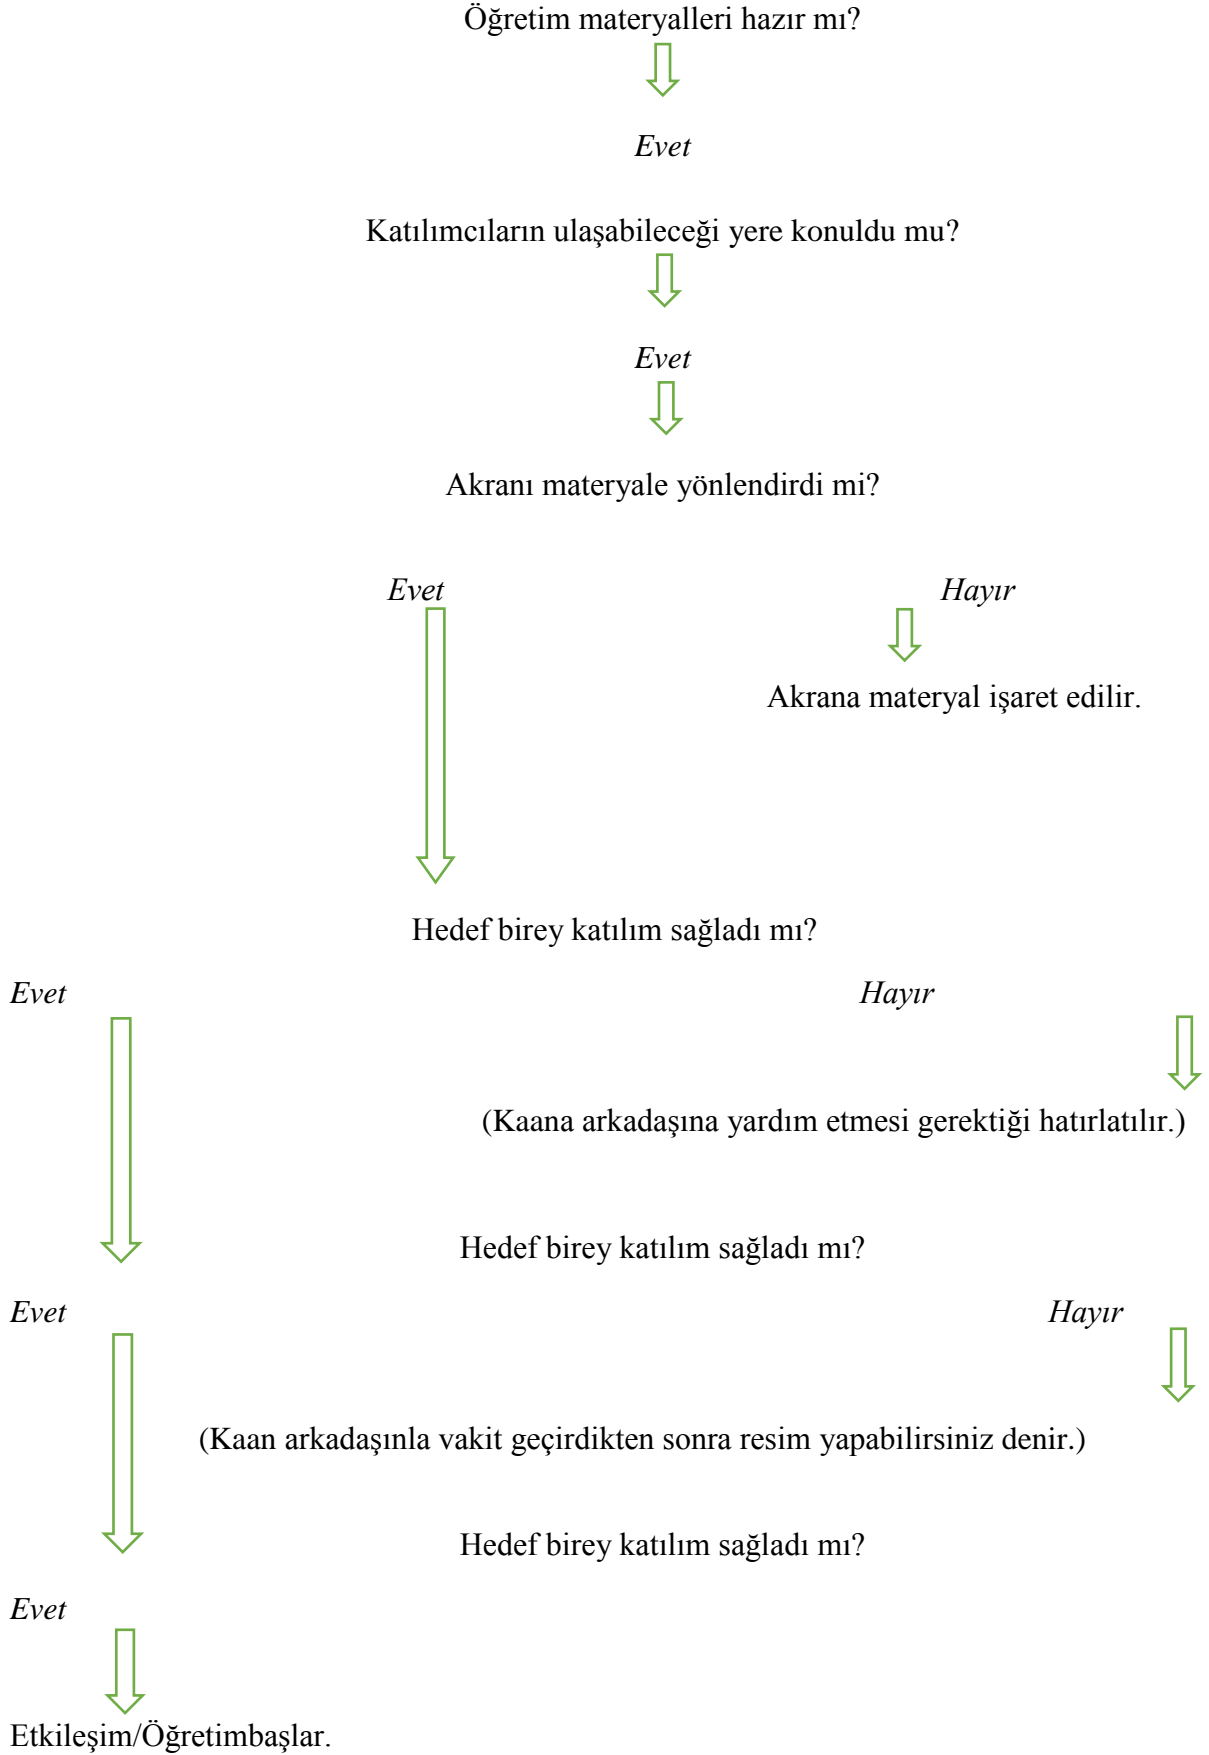 Öğretim materyalleri hazır mı?
Evet
Katılımcıların ulaşabileceği yere konuldu mu?
Evet
Akranı materyale yönlendirdi mi?
Evet
Hayır
Akrana materyal işaret edilir.
Hedef birey katılım sağladı mı?
Evet
Hayır
(Kaana arkadaşına yardım etmesi gerektiği hatırlatılır.)
Hedef birey katılım sağladı mı?
Evet
Hayır
(Kaan arkadaşınla vakit geçirdikten sonra resim yapabilirsiniz denir.)
Hedef birey katılım sağladı mı?
Evet
Etkileşim/Öğretimbaşlar.